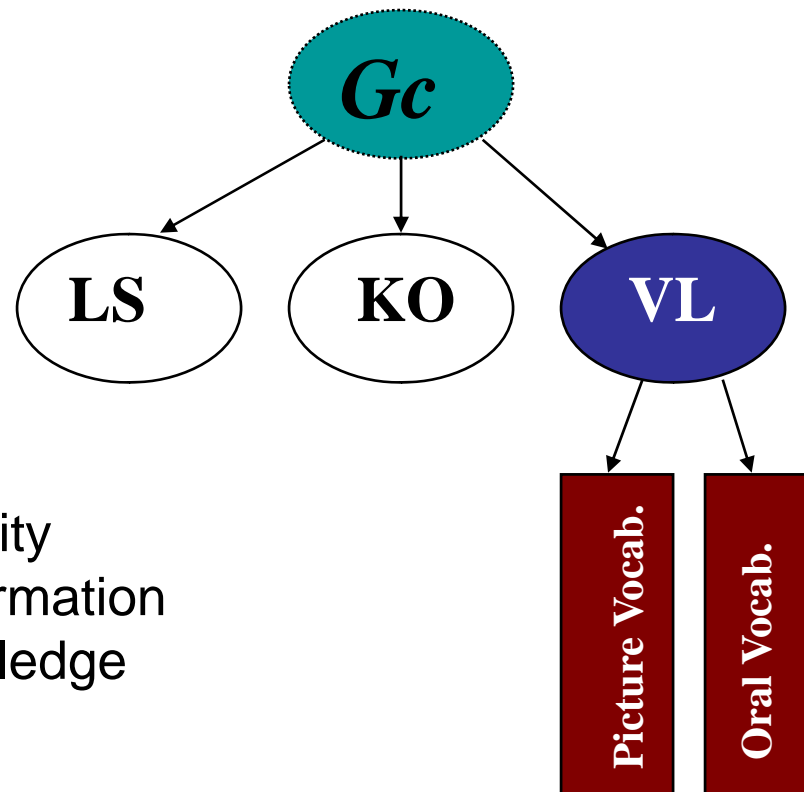 Gc
LS
KO
VL
ity
rmation
ledge
Picture Vocab.
Oral Vocab.